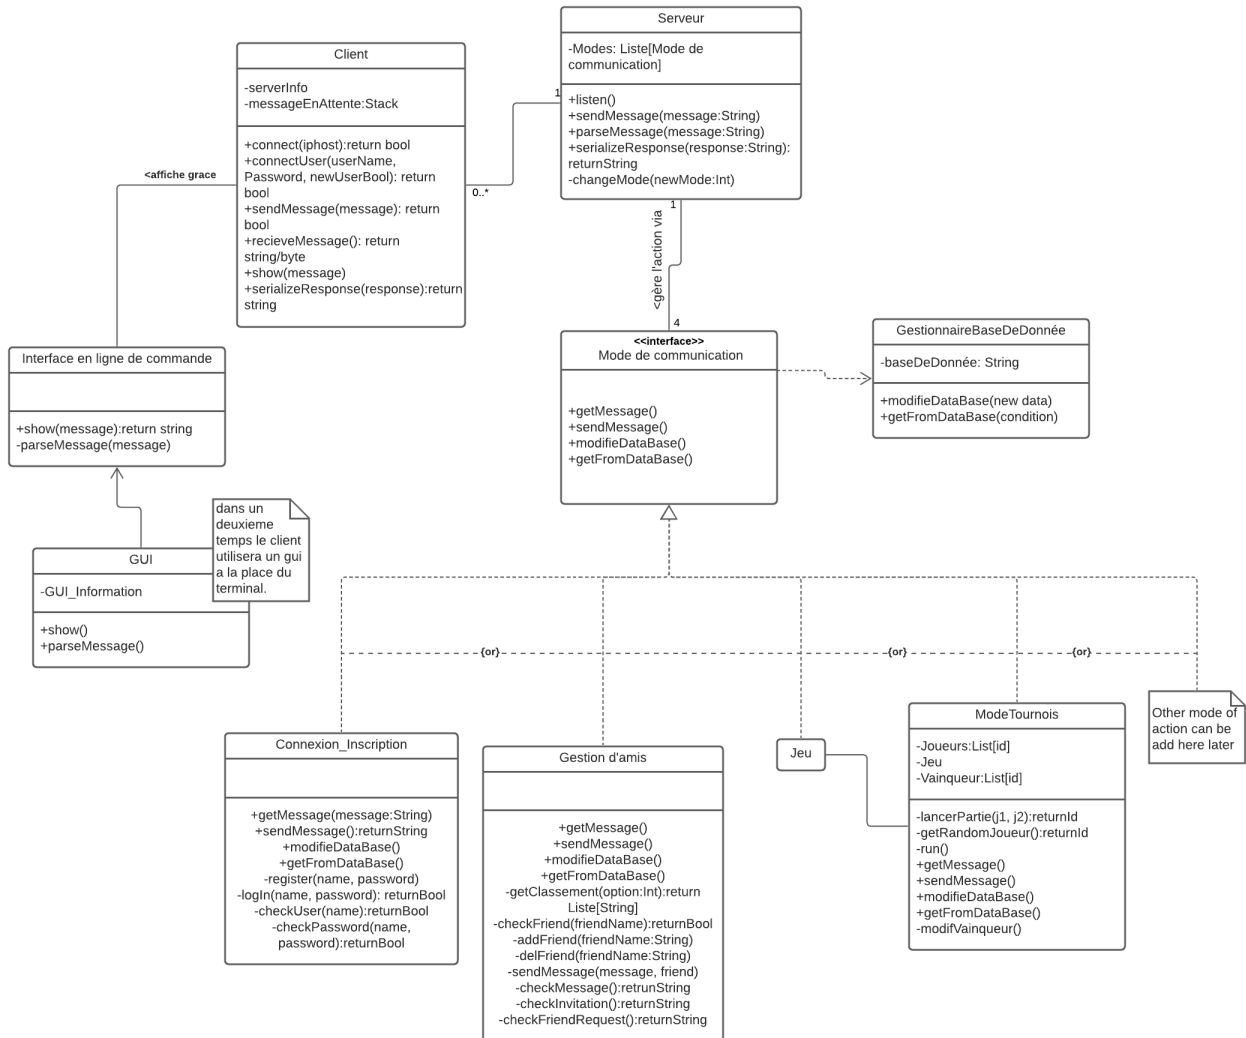 Serveur
-Modes: Liste[Mode de
communication]
+listen()
+sendMessage(message:String)
+parseMessage(message:String)
+serializeResponse(response:String):
returnString
-changeMode(newMode:Int)
Client
-serverInfo
-messageEnAttente:Stack
+connect(iphost):return bool
+connectUser(userName,
Password, newUserBool): return
bool
+sendMessage(message): return
bool
+recieveMessage(): return
string/byte
+show(message)
+serializeResponse(response):return
string
1
0..*
<affiche grace
1
<gère l'action via
4
Interface en ligne de commande
+show(message):return string
-parseMessage(message)
<<interface>>
Mode de communication
+getMessage()
+sendMessage()
+modifieDataBase()
+getFromDataBase()
GestionnaireBaseDeDonnée
-baseDeDonnée: String
+modifieDataBase(new data)
+getFromDataBase(condition)
dans un
deuxieme
temps le client
utilisera un gui
a la place du
terminal.
GUI
-GUI_Information
+show()
+parseMessage()
{or}
{or}
{or}
Connexion_Inscription
+getMessage(message:String)
+sendMessage():returnString
+modifieDataBase()
+getFromDataBase()
-register(name, password)
-logIn(name, password): returnBool
-checkUser(name):returnBool
-checkPassword(name,
password):returnBool
Gestion d'amis
+getMessage()
+sendMessage()
+modifieDataBase()
+getFromDataBase()
-getClassement(option:Int):return
Liste[String]
-checkFriend(friendName):returnBool
-addFriend(friendName:String)
-delFriend(friendName:String)
-sendMessage(message, friend)
-checkMessage():retrunString
-checkInvitation():retrunString
-checkFriendRequest():returnString
Jeu
ModeTournois
-Joueurs:List[id]
-Jeu
-Vainqueur:List[id]
-lancerPartie(j1, j2):returnId
-getRandomJoueur():returnId
-run()
+getMessage()
+sendMessage()
+modifieDataBase()
+getFromDataBase()
-modifVainqueur()
Other mode of
action can be
add here later